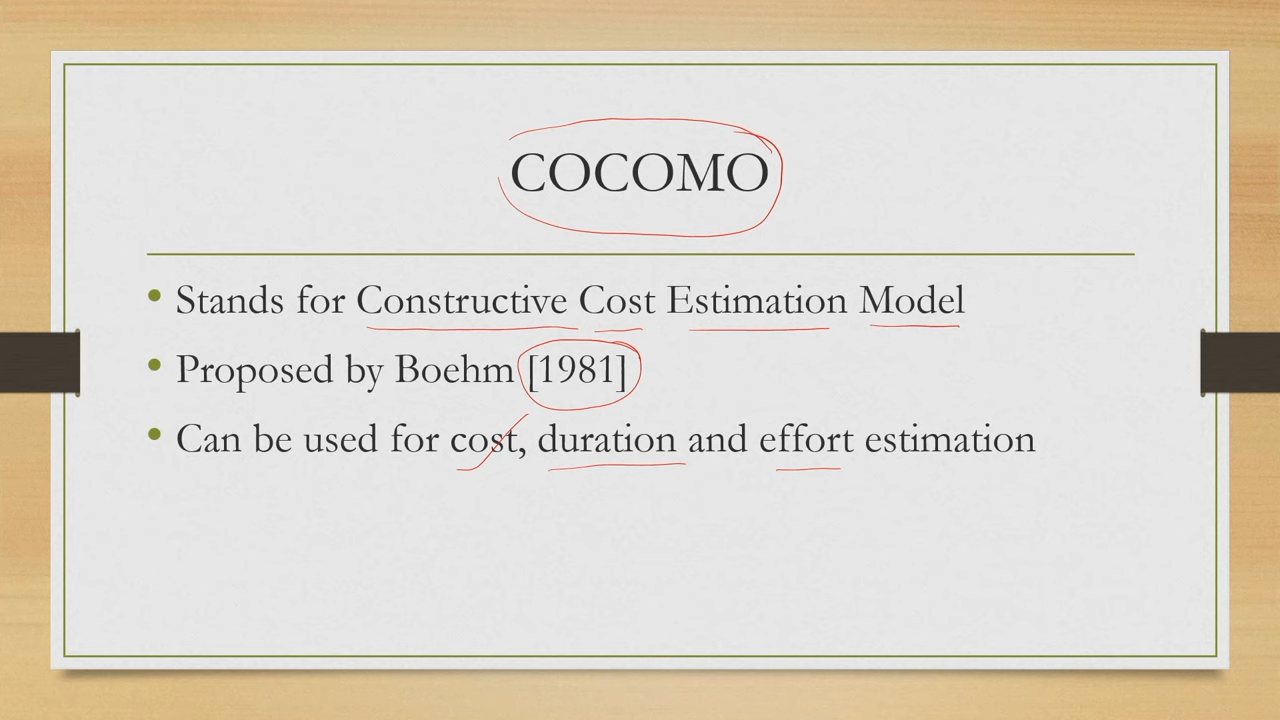 COCOMO
• Stands for Constructive Cost Estimation Model
• Proposed by Boehm [1981]
• Can be used for cost, duration and effort estimation